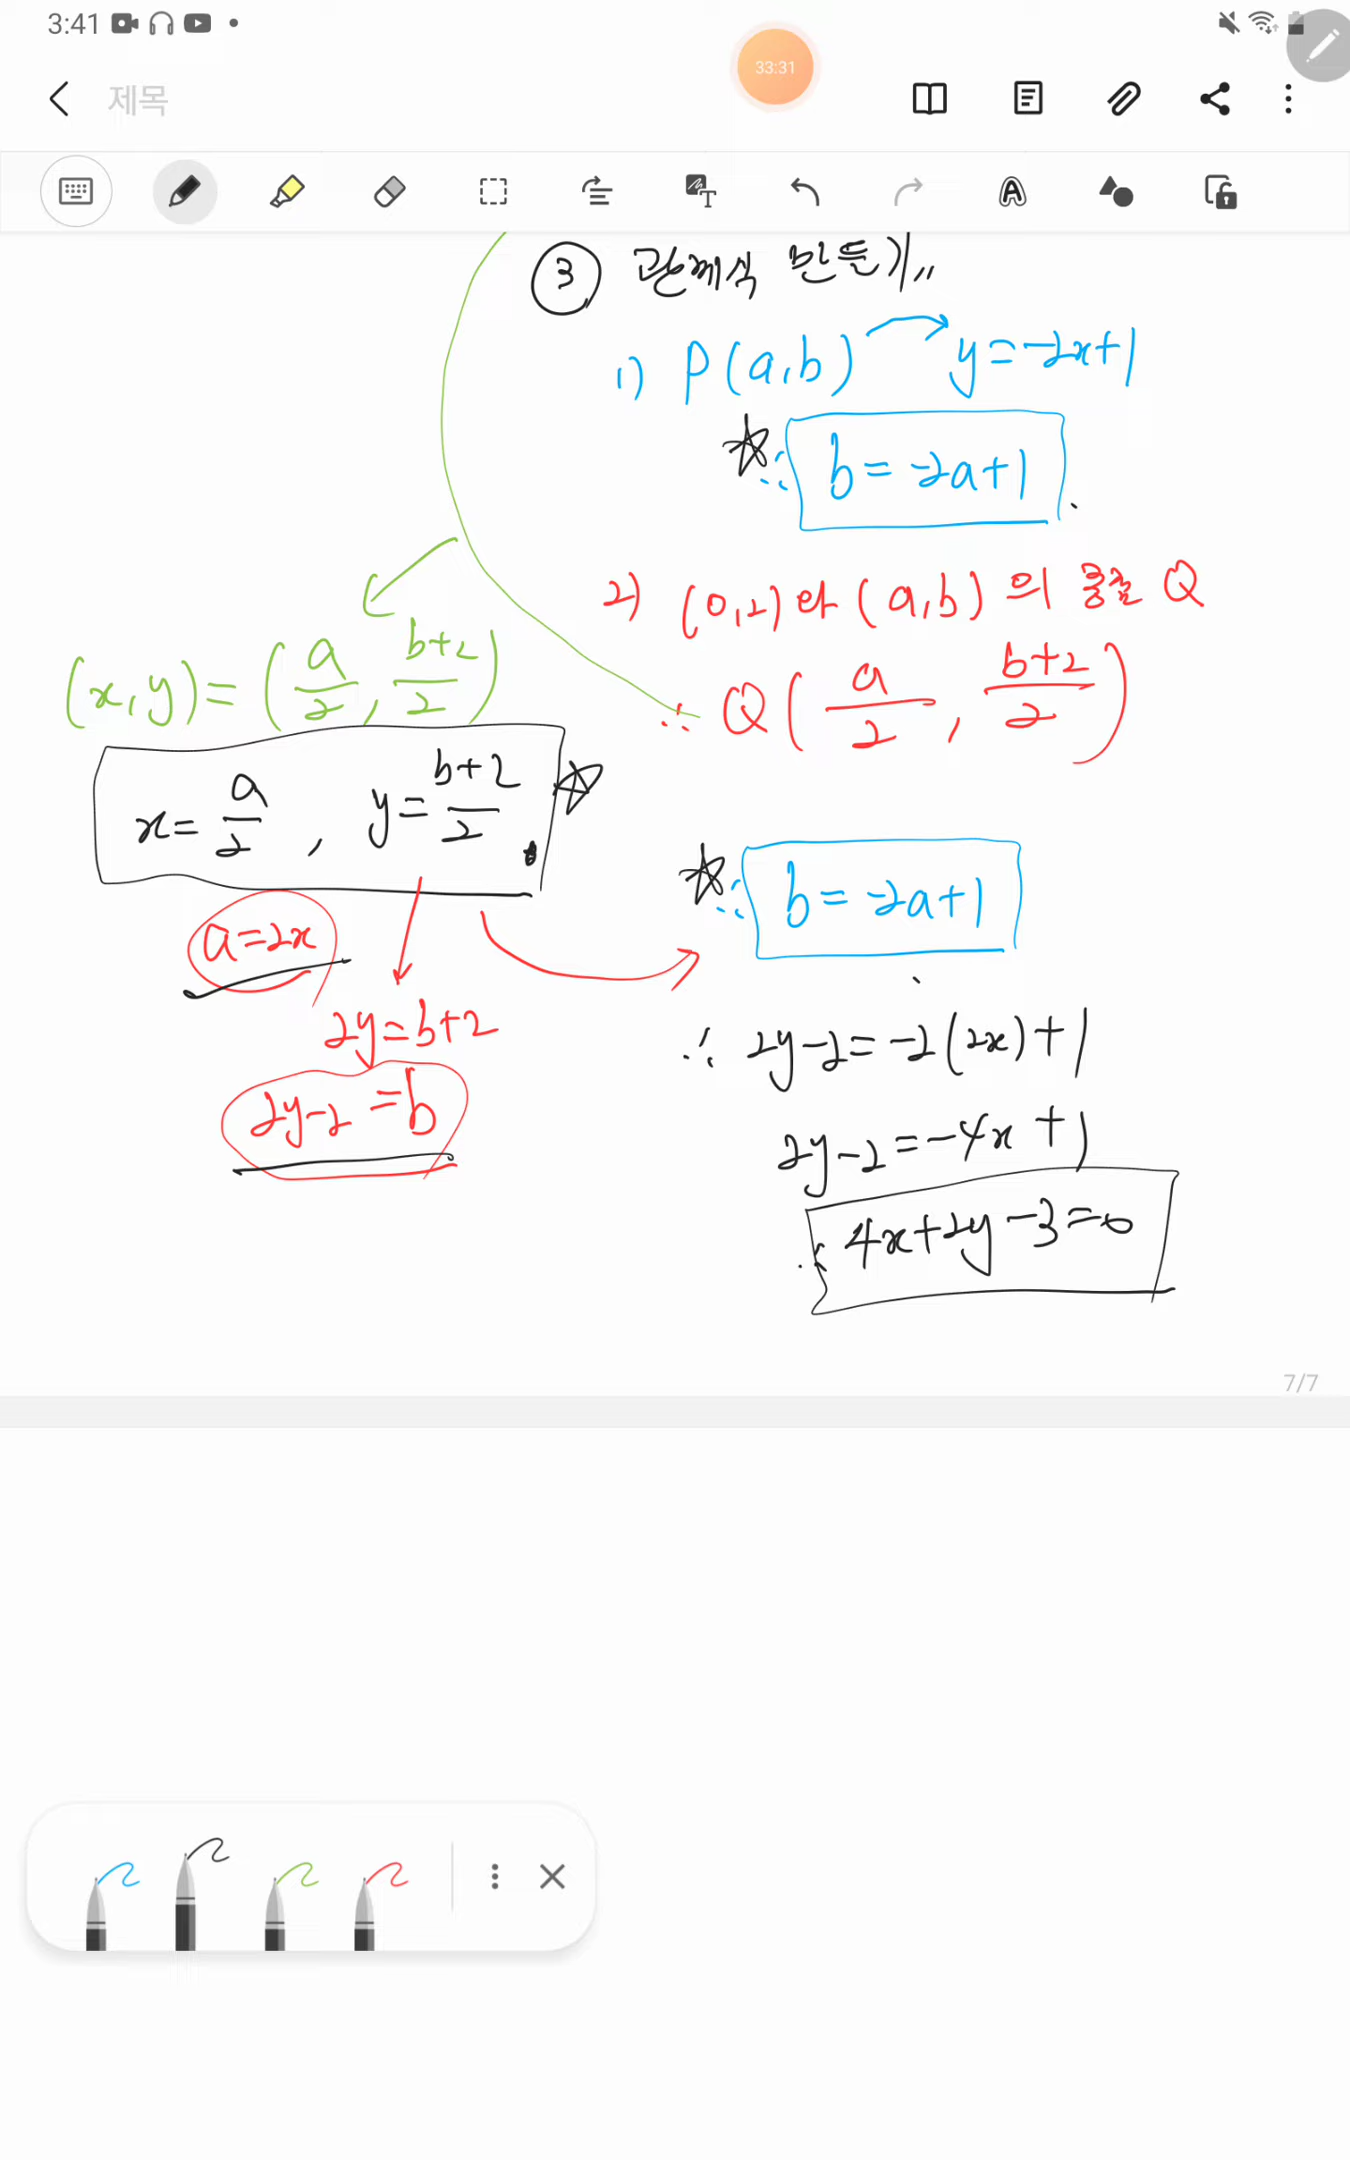 3:41
33:31
제목
③ 관계식 만들기
1) P(a,b) → y=-2x+1
☆ ∴ b=-2a+1
2) (0,2)와 (a,b)의 중점 Q
∴ Q(a/2, b+2/2)
(x,y)=(a/2, b+2/2)
x=a/2, y=b+2/2 ☆
a=2x
2y=b+2
2y-2=b
☆ ∴ b=-2a+1
∴ 2y-2=-2(2x)+1
2y-2=-4x+1
∴ 4x+2y-3=0
7/7